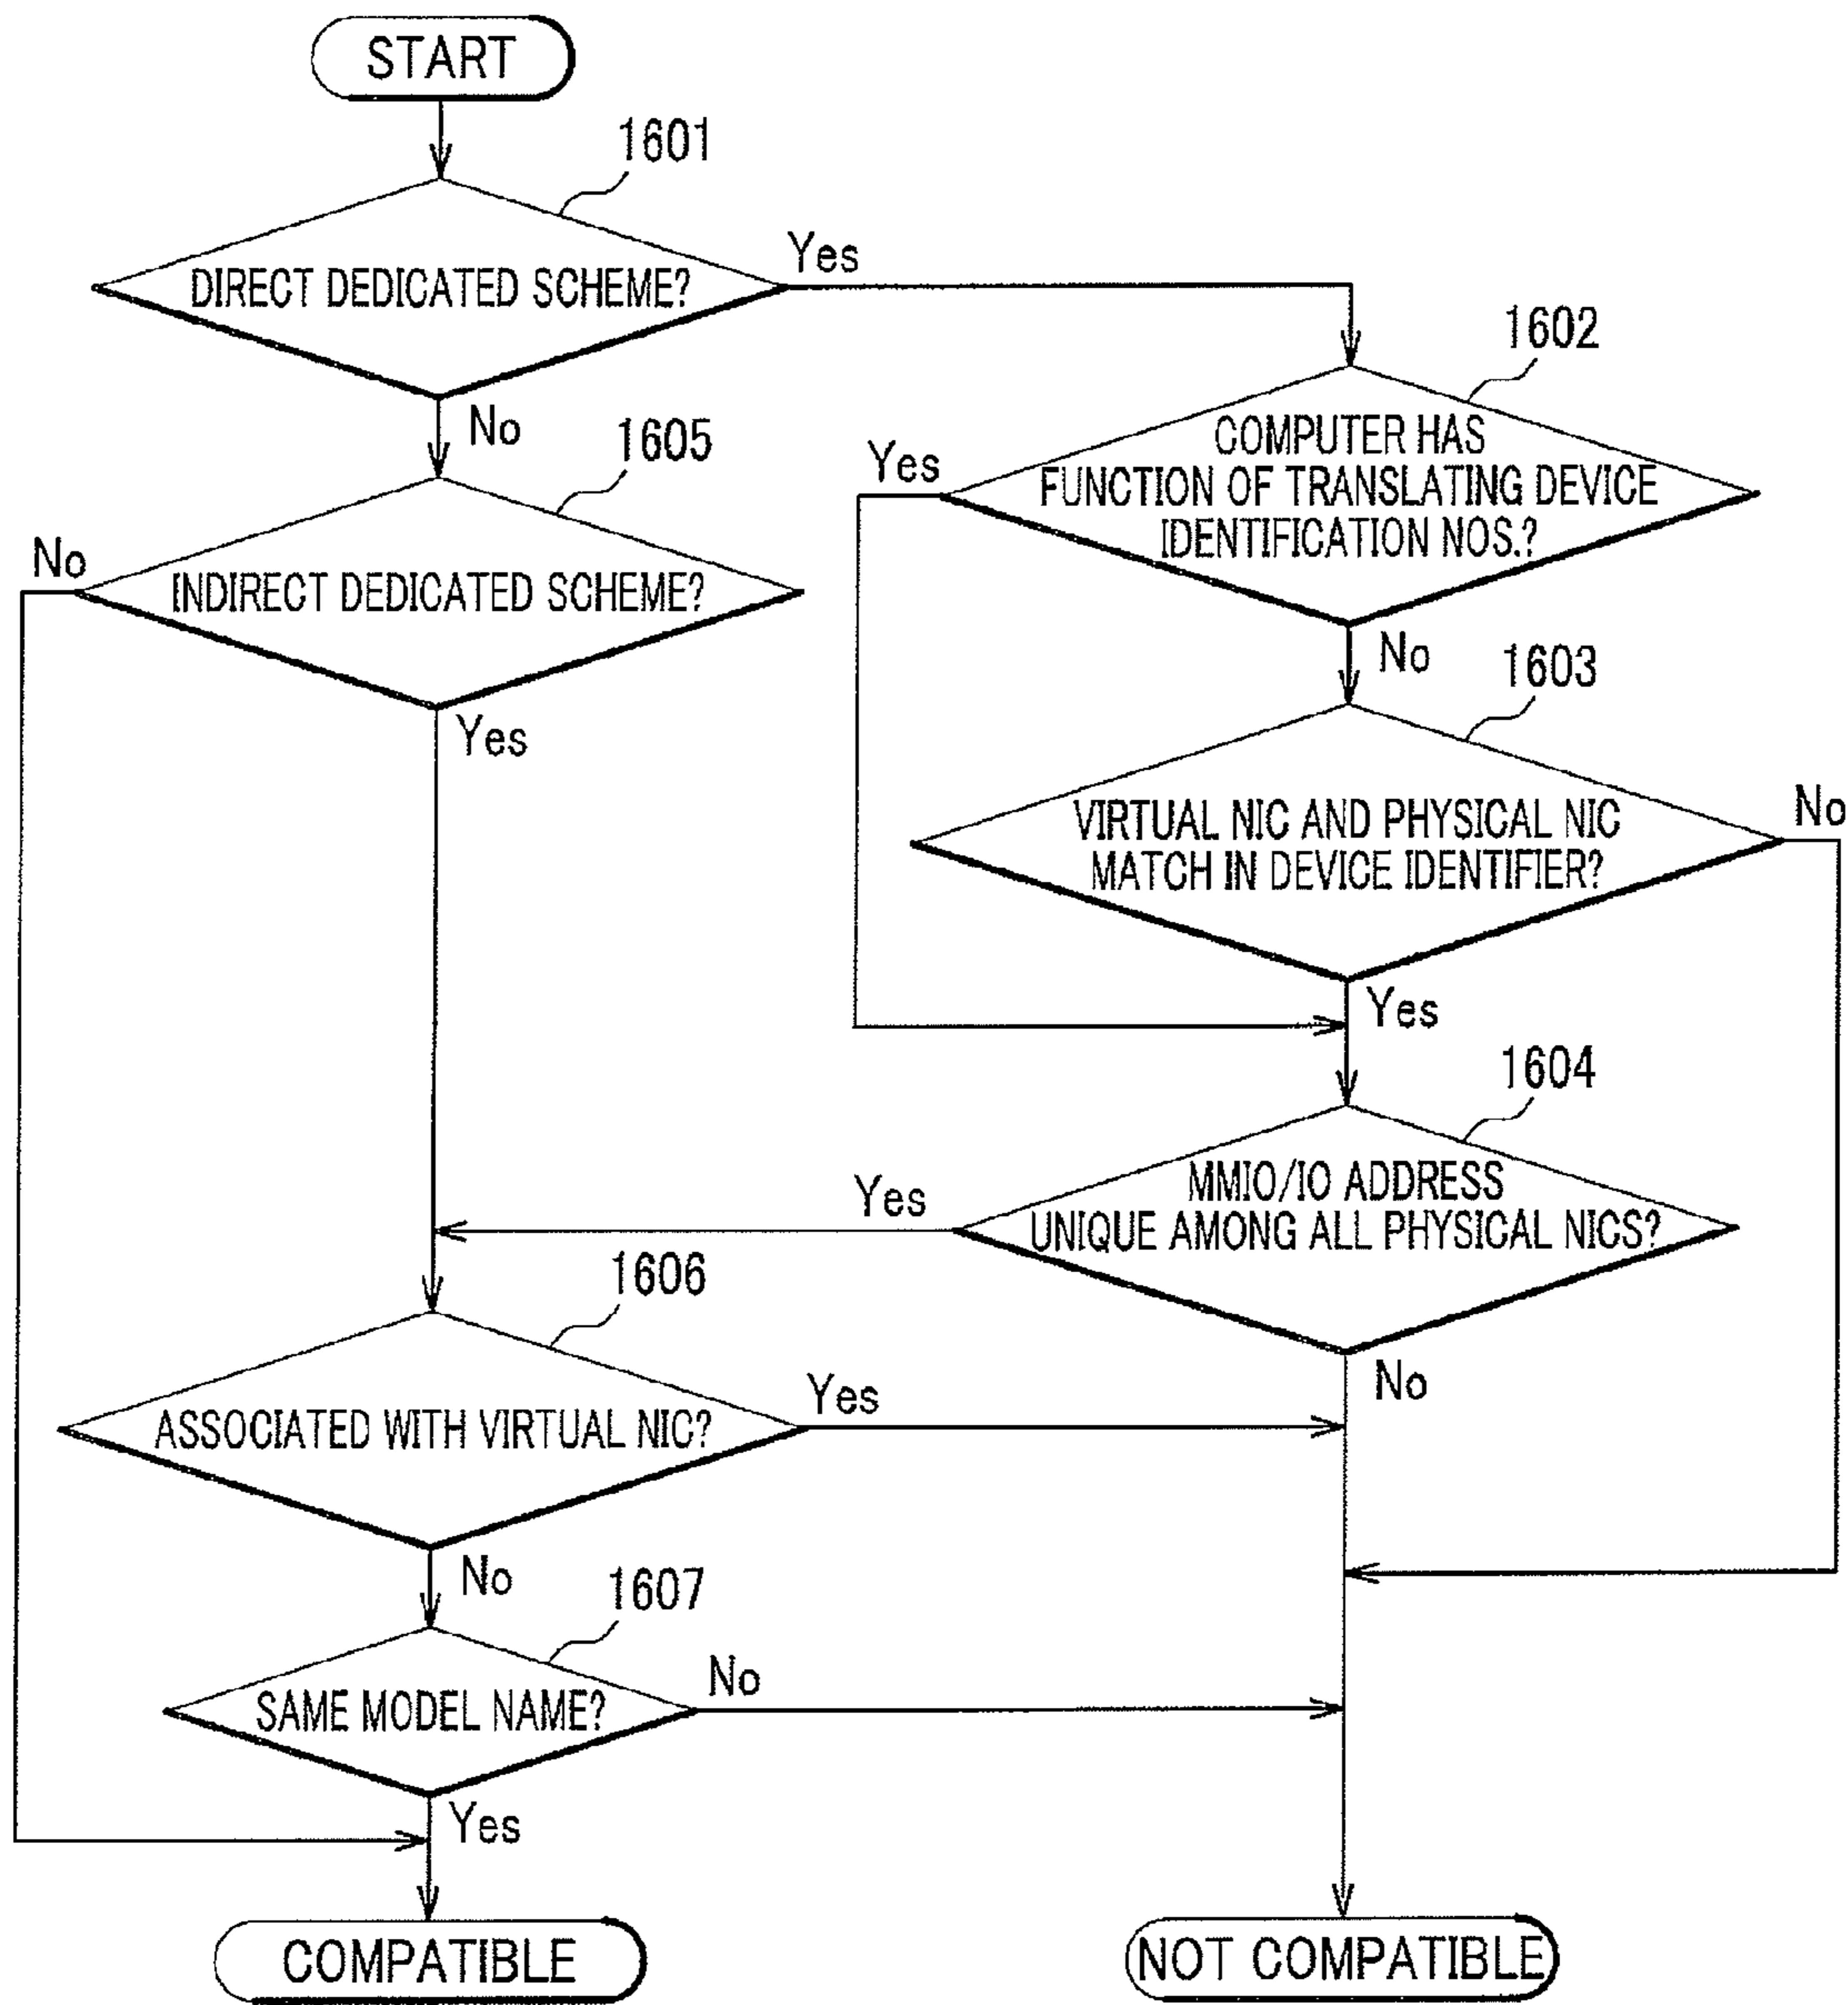 START
1601
DIRECT DEDICATED SCHEME?
Yes
No
1602
COMPUTER HAS
FUNCTION OF TRANSLATING DEVICE
IDENTIFICATION NOS.?
Yes
No
1605
INDIRECT DEDICATED SCHEME?
No
Yes
1603
VIRTUAL NIC AND PHYSICAL NIC
MATCH IN DEVICE IDENTIFIER?
No
Yes
1604
MMIO/IO ADDRESS
UNIQUE AMONG ALL PHYSICAL NICS?
Yes
No
1606
ASSOCIATED WITH VIRTUAL NIC?
Yes
No
1607
SAME MODEL NAME?
No
Yes
COMPATIBLE
NOT COMPATIBLE